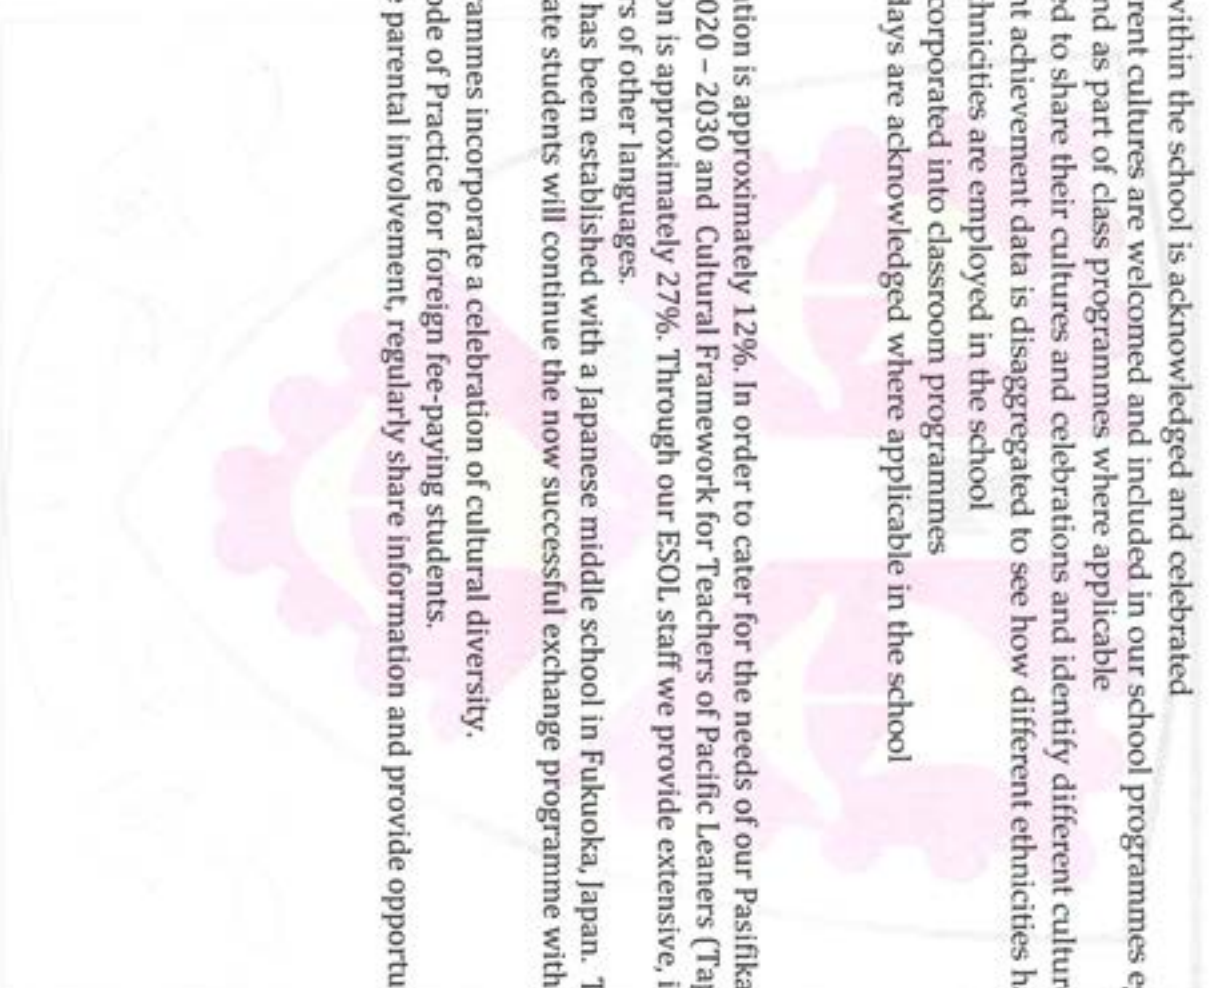 within the school is acknowledged and celebrated
rent cultures are welcomed and included in our school programmes e
nd as part of class programmes where applicable
ed to share their cultures and celebrations and identify different cultur
nt achievement data is disaggregated to see how different ethnicities h
hnicities are employed in the school
corporated into classroom programmes
days are acknowledged where applicable in the school
ation is approximately 12%. In order to cater for the needs of our Pasifika
020 – 2030 and Cultural Framework for Teachers of Pacific Leaners (Tap
on is approximately 27%. Through our ESOL staff we provide extensive, i
rs of other languages.
has been established with a Japanese middle school in Fukuoka, Japan. T
ate students will continue the now successful exchange programme with
rammes incorporate a celebration of cultural diversity.
ode of Practice for foreign fee-paying students.
e parental involvement, regularly share information and provide opportu